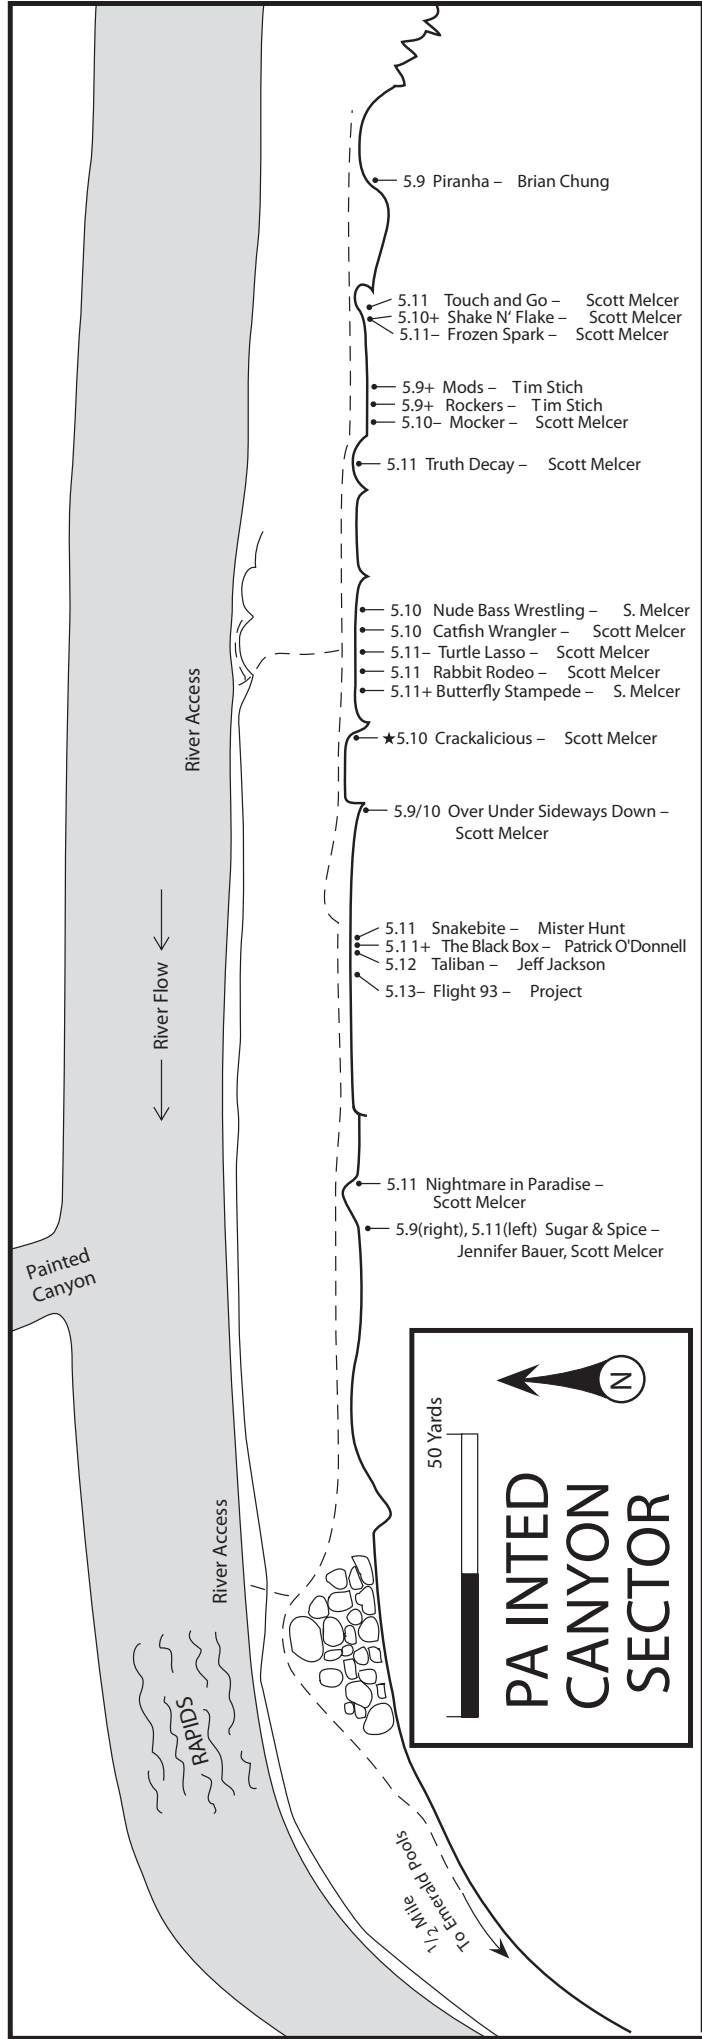 5.9 Piranha – Brian Chung
5.11 Touch and Go – Scott Melcer
5.10+ Shake N' Flake – Scott Melcer
5.11– Frozen Spark – Scott Melcer
5.9+ Mods – Tim Stich
5.9+ Rockers – Tim Stich
5.10– Mocker – Scott Melcer
5.11 Truth Decay – Scott Melcer
5.10 Nude Bass Wrestling – S. Melcer
5.10 Catfish Wrangler – Scott Melcer
5.11– Turtle Lasso – Scott Melcer
5.11 Rabbit Rodeo – Scott Melcer
5.11+ Butterfly Stampede – S. Melcer
River Access
★5.10 Crackalicious – Scott Melcer
5.9/10 Over Under Sideways Down –
Scott Melcer
5.11 Snakebite – Mister Hunt
5.11+ The Black Box – Patrick O'Donnell
5.12 Taliban – Jeff Jackson
5.13– Flight 93 – Project
River Flow
5.11 Nightmare in Paradise –
Scott Melcer
5.9(right), 5.11(left) Sugar & Spice –
Jennifer Bauer, Scott Melcer
Painted
Canyon
N
50 Yards
PA INTED
CANYON
SECTOR
River Access
RAPIDS
1/2 Mile
To Emerald Pools